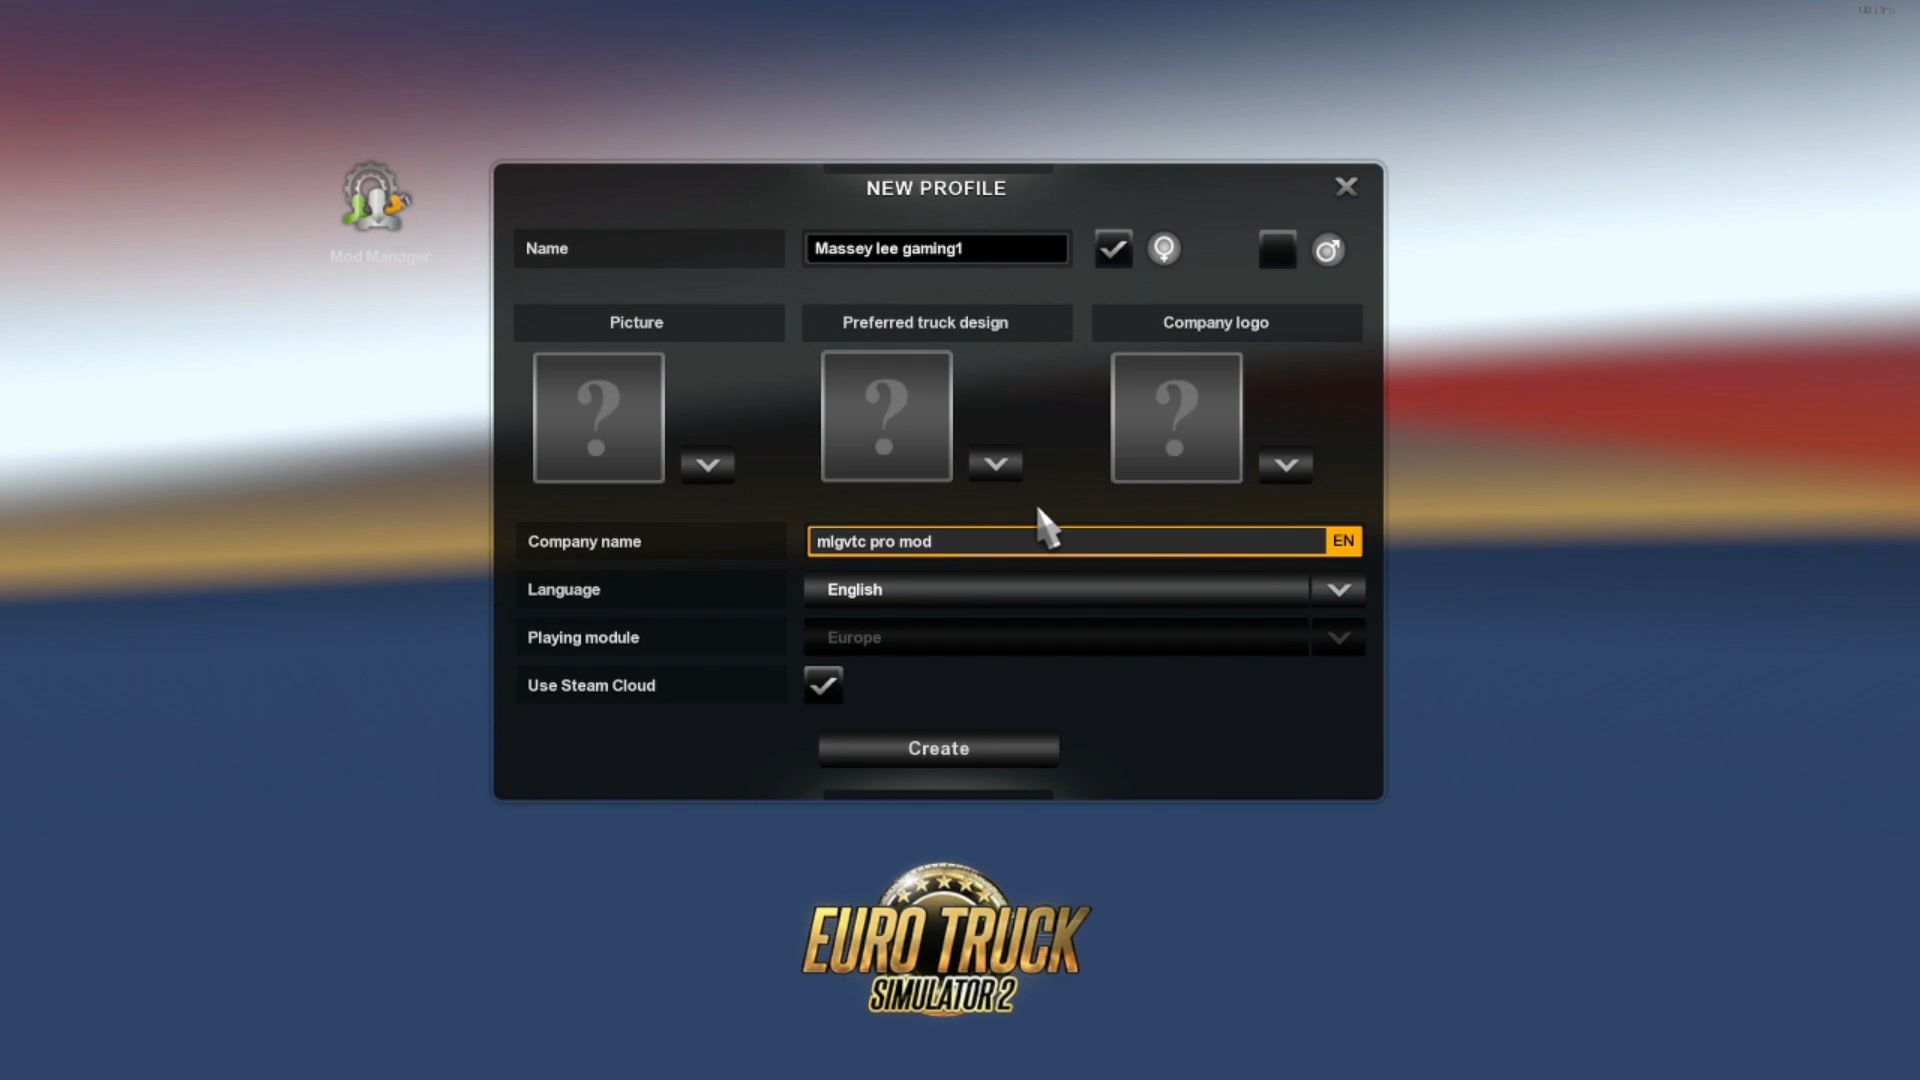 NEW PROFILE
Mod Manager
Name
Massey lee gaming1
Picture
Preferred truck design
Company logo
?
?
?
Company name
mlgvtc pro mod
EN
Language
English
Playing module
Europe
Use Steam Cloud
Create
EURO TRUCK
SIMULATOR 2